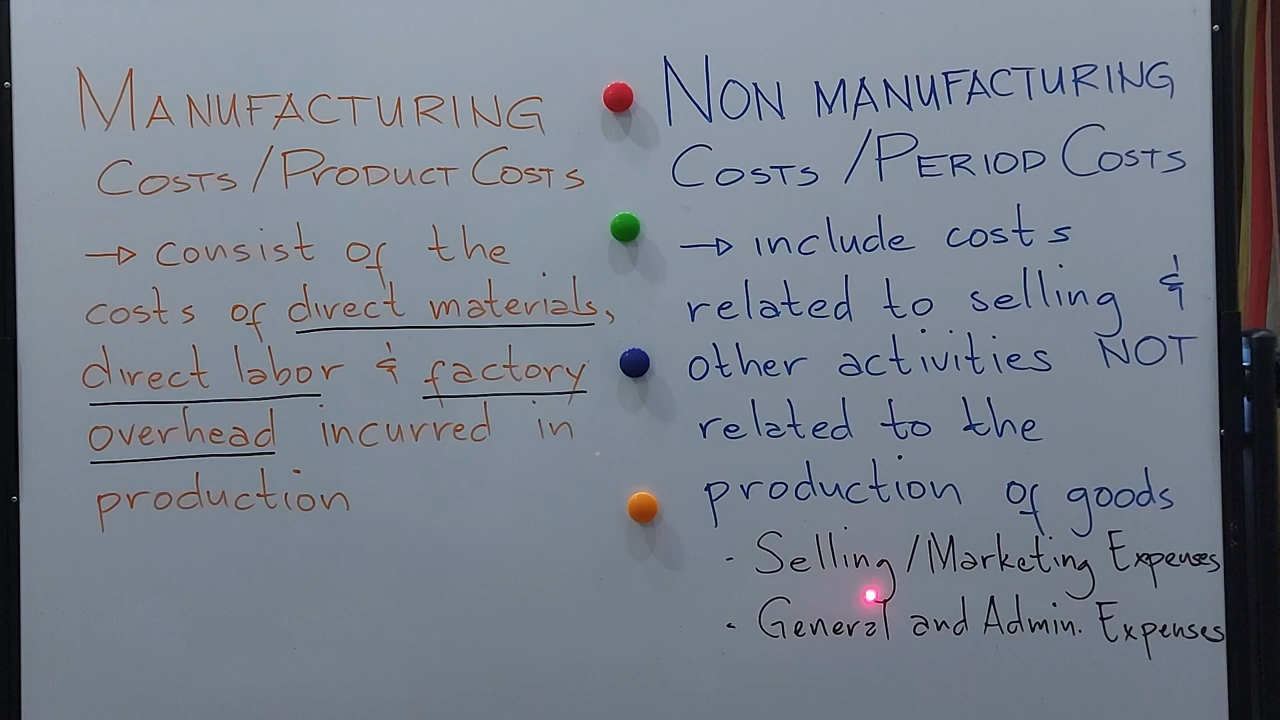 MANUFACTURING
COSTS/PRODUCT COSTS
→ consist of the
costs of direct materials,
direct labor & factory
overhead incurred in
production
NON MANUFACTURING
COSTS/PERIOD COSTS
→ include costs
related to selling &
other activities NOT
related to the
production of goods
- Selling/Marketing Expenses
- General and Admin. Expenses